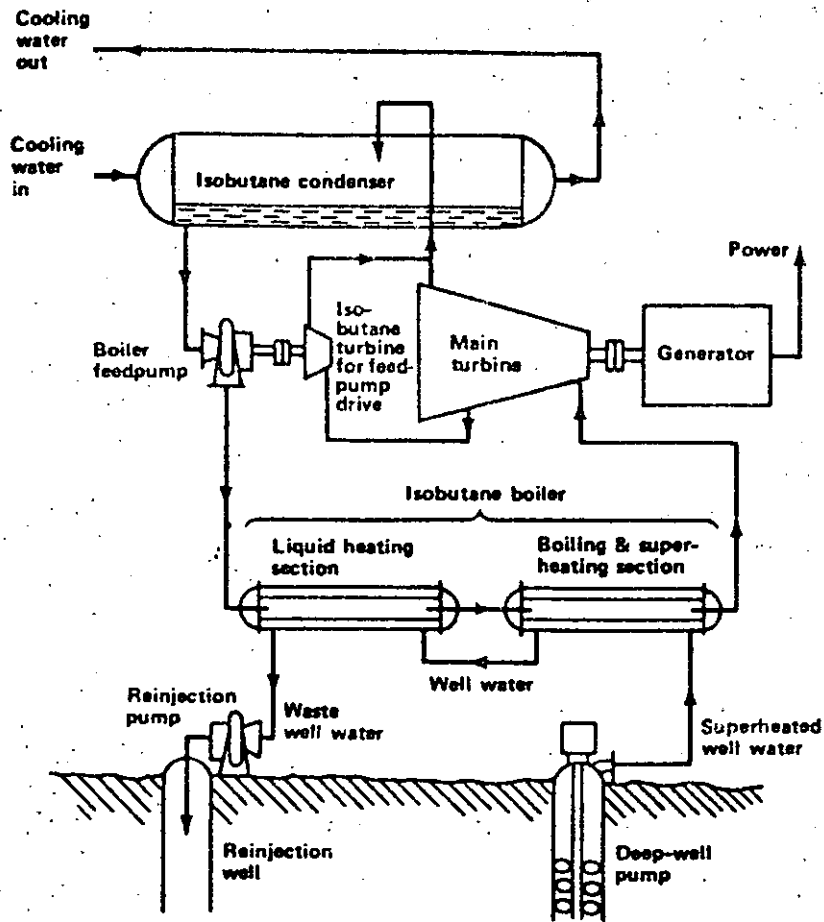 Cooling
water
out
Cooling
water
in
Isobutane condenser
Power
Boiler
feedpump
Iso-
butane
turbine
for feed-
pump
drive
Main
turbine
Generator
Isobutane boiler
Liquid heating
section
Boiling & super-
heating section
Well water
Reinjection
pump
Waste
well water
Superheated
well water
Reinjection
well
Deep-well
pump